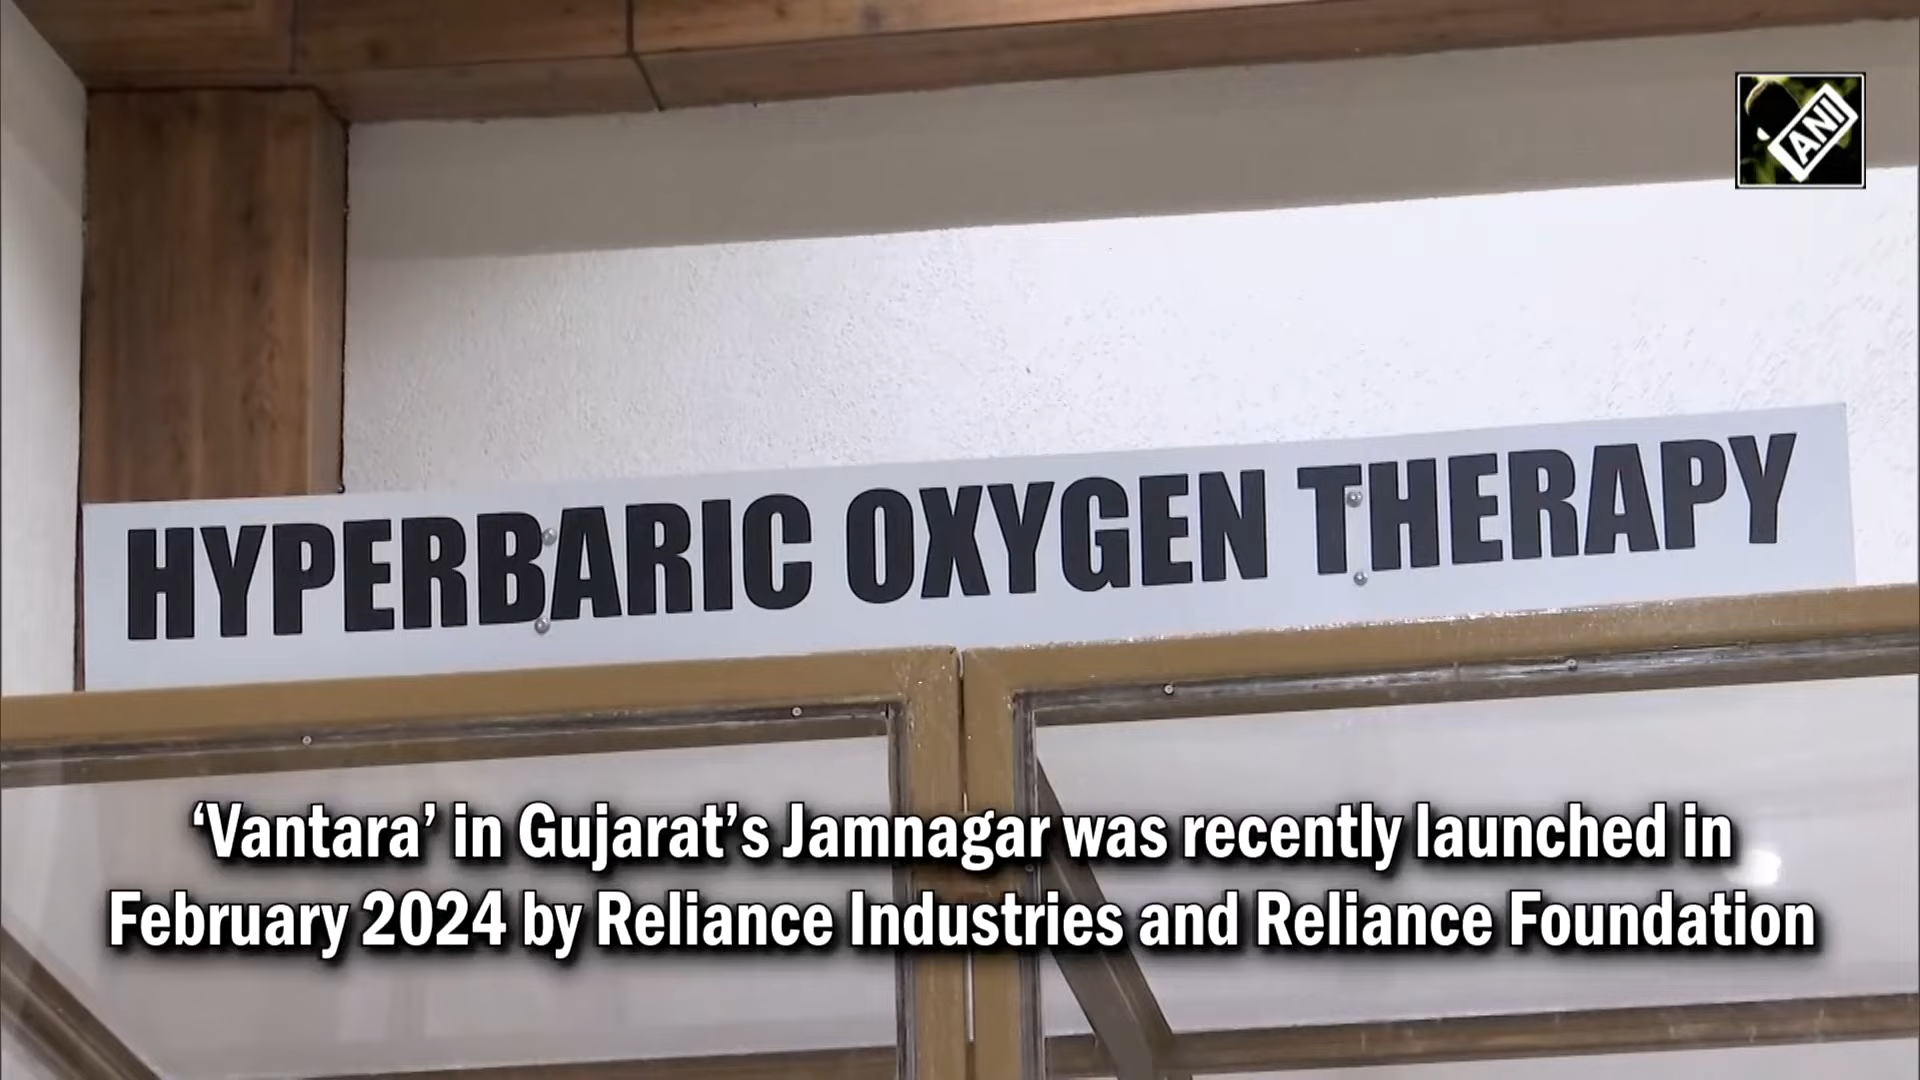 ANI
HYPERBARIC OXYGEN THERAPY
‘Vantara’ in Gujarat’s Jamnagar was recently launched in
February 2024 by Reliance Industries and Reliance Foundation